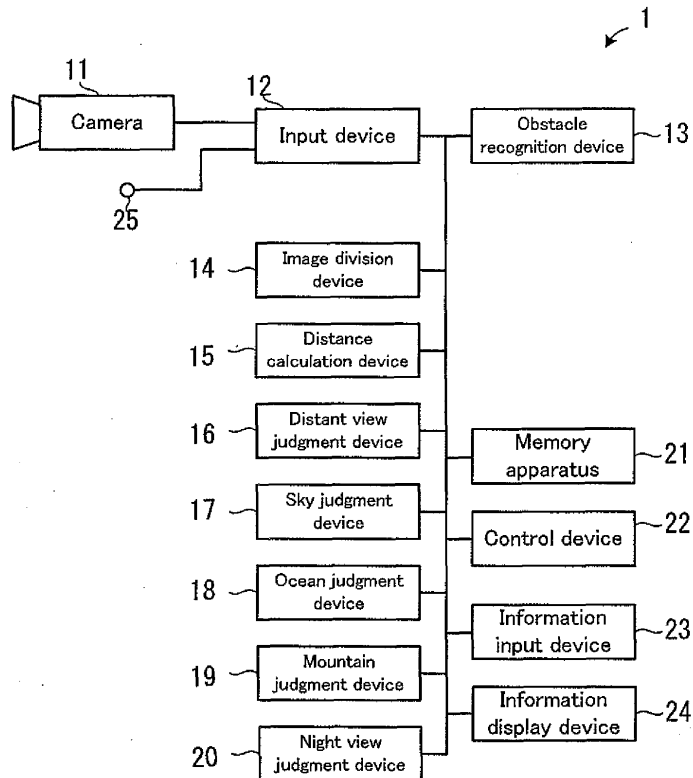 1
11
Camera
12
Input device
Obstacle
recognition device
13
25
14
Image division
device
15
Distance
calculation device
16
Distant view
judgment device
Memory
apparatus
21
17
Sky judgment
device
Control device
22
18
Ocean judgment
device
Information
input device
23
19
Mountain
judgment device
Information
display device
24
20
Night view
judgment device